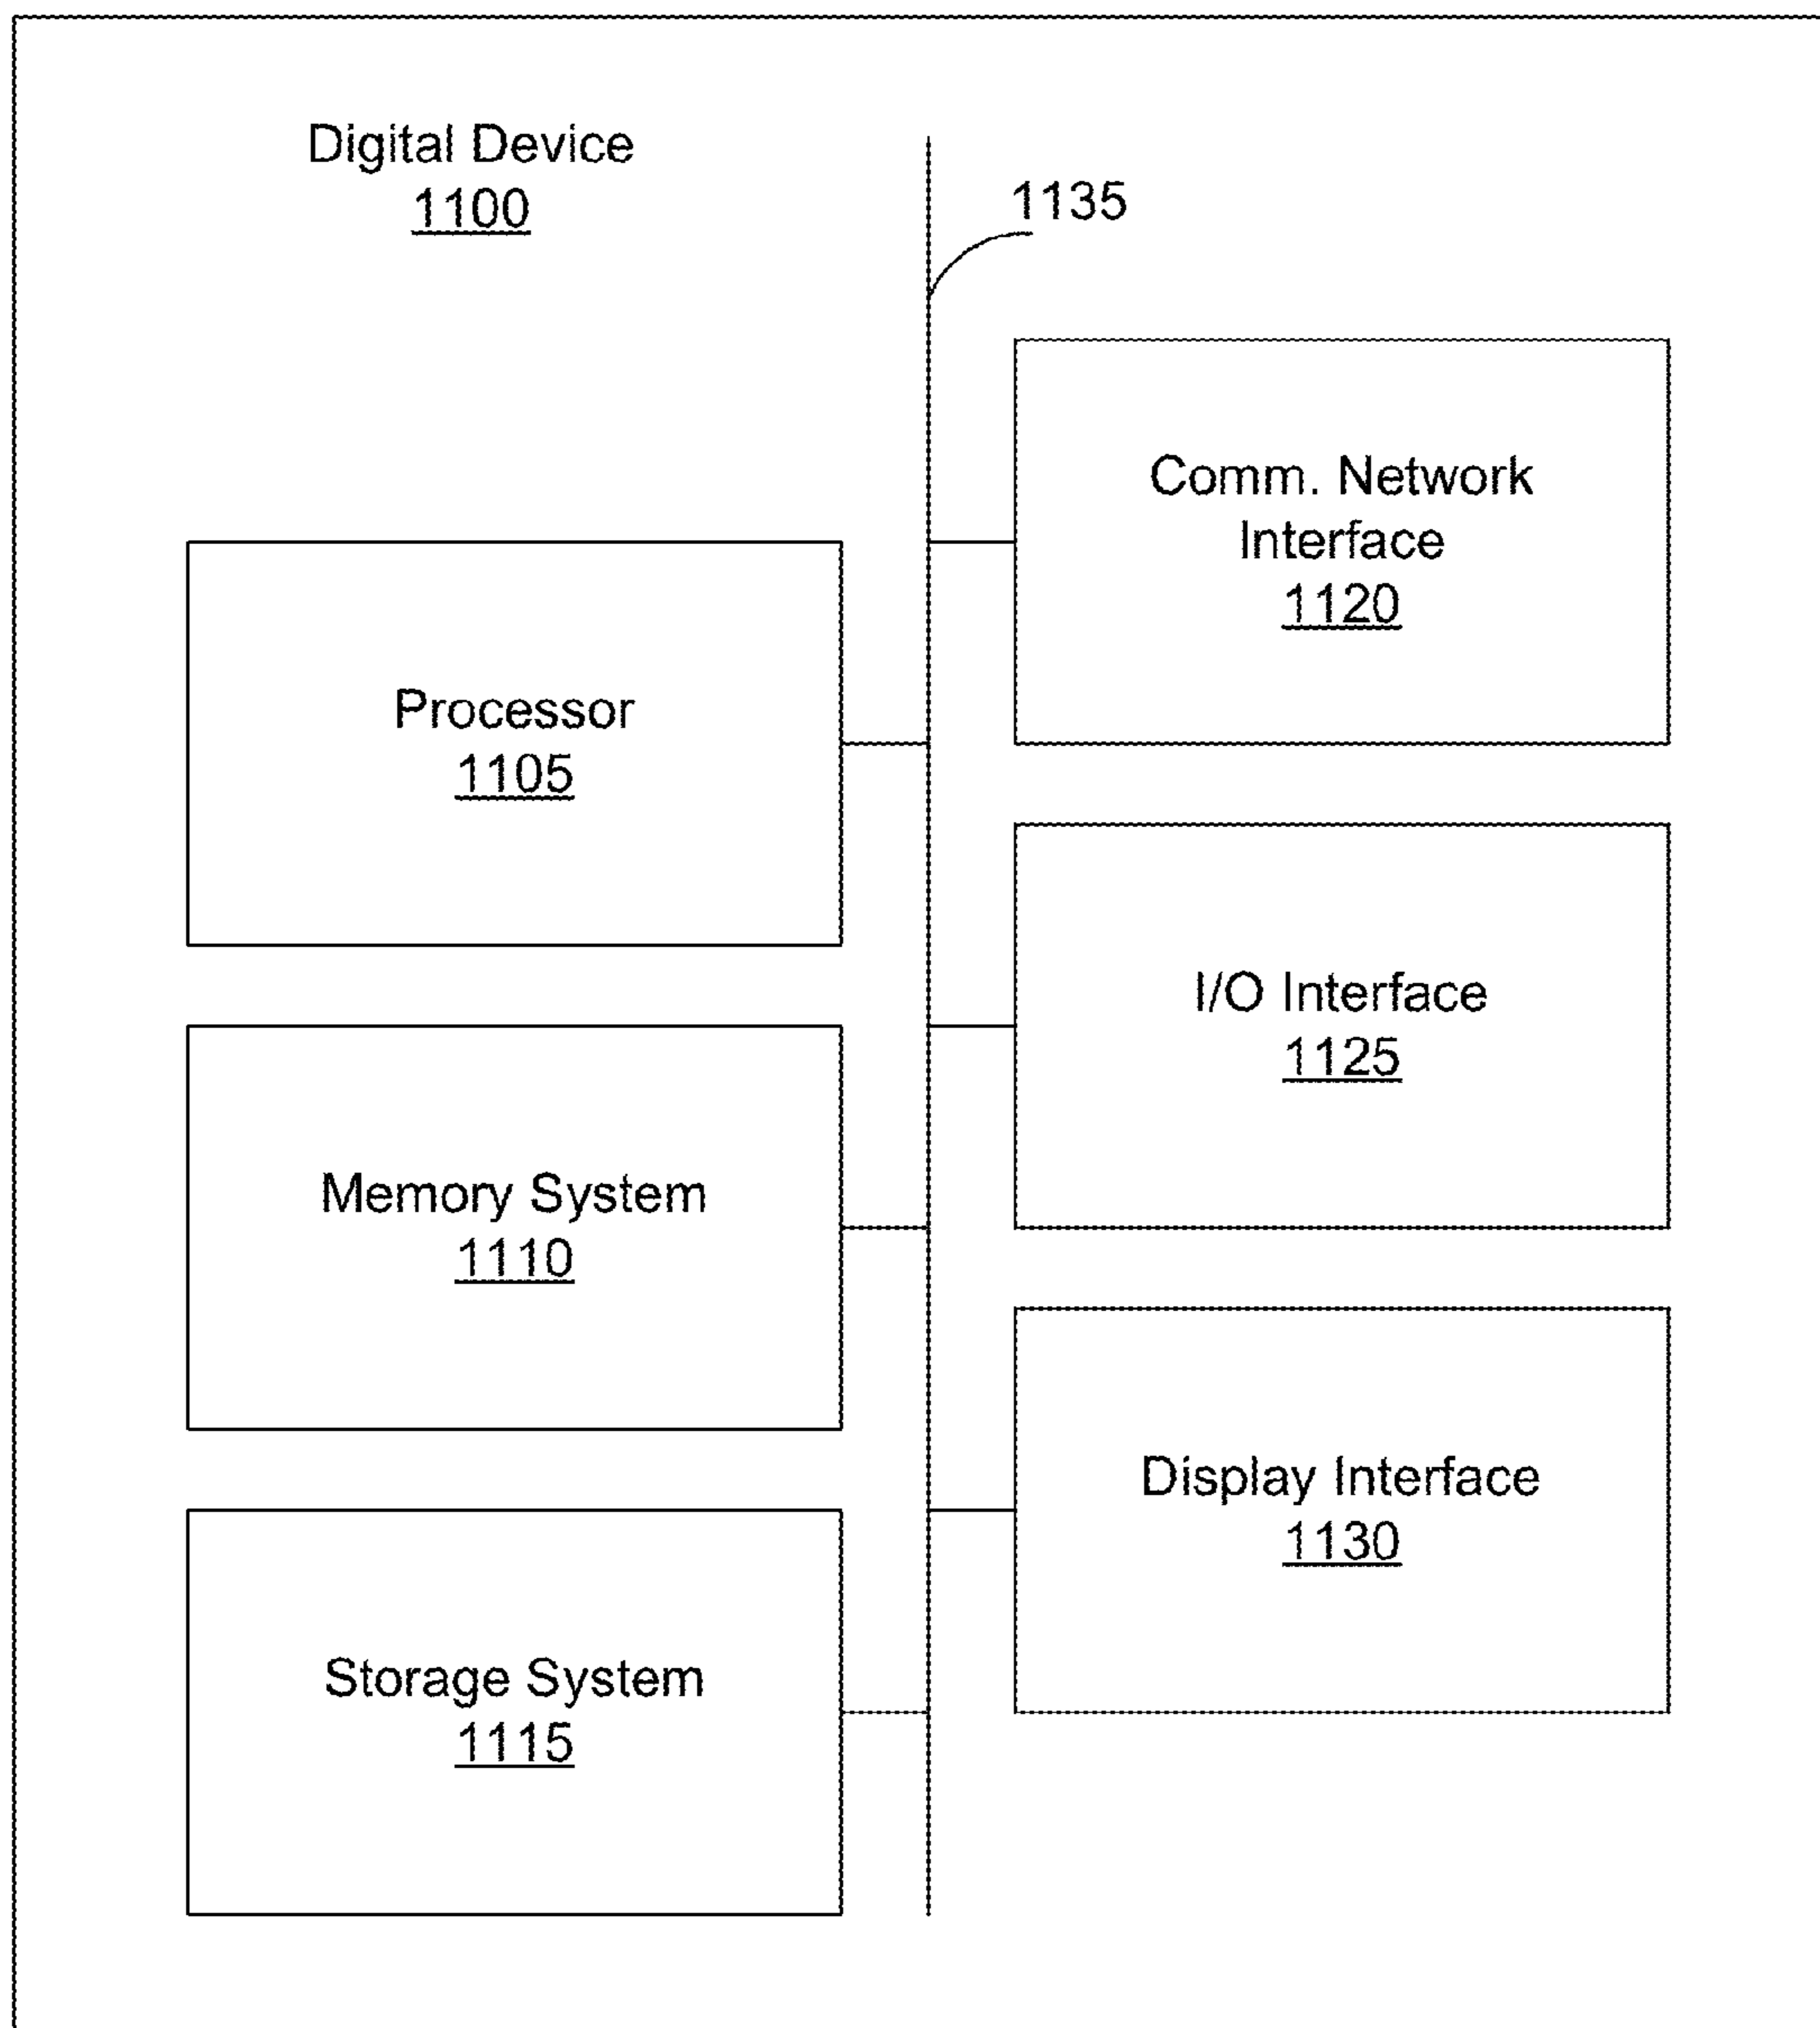 Digital Device
1100
1135
Comm. Network
Interface
1120
Processor
1105
I/O Interface
1125
Memory System
1110
Display Interface
1130
Storage System
1115